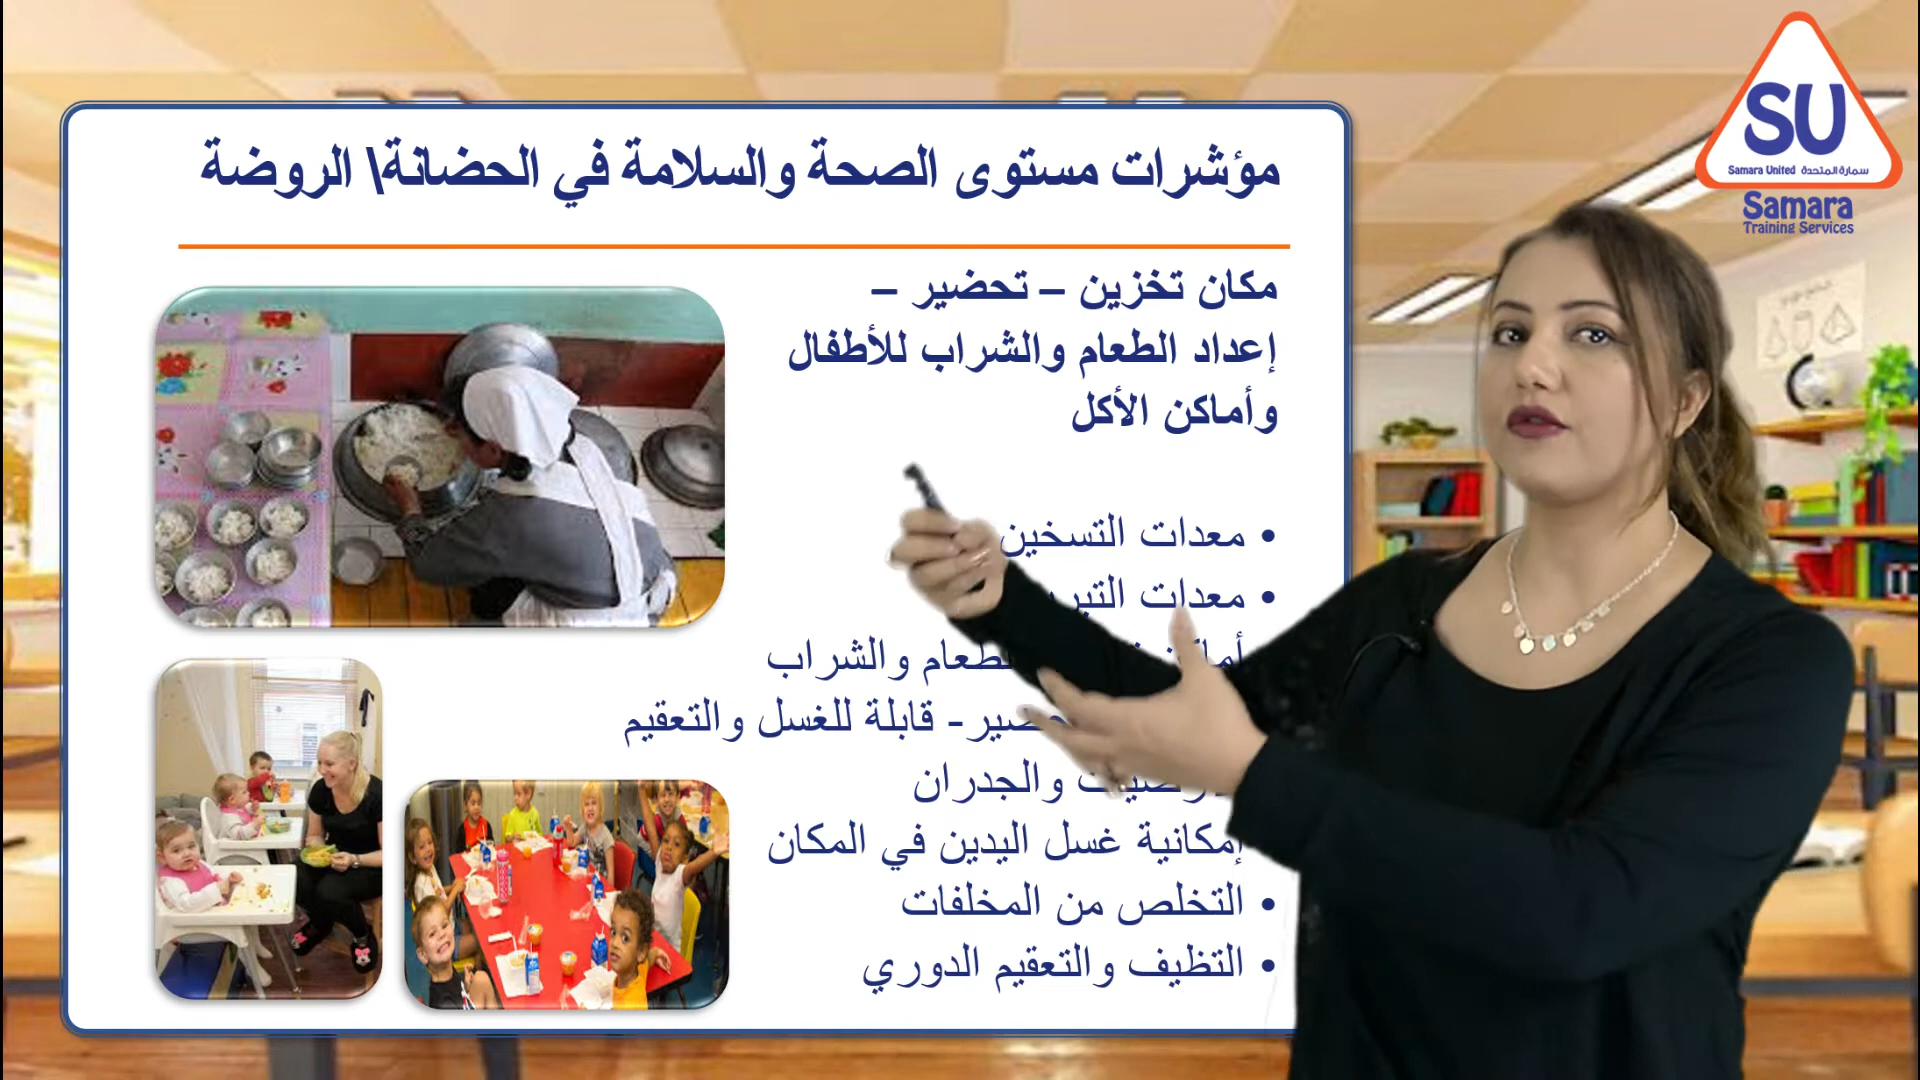 مؤشرات مستوى الصحة والسلامة في الحضانة\ الروضة
مكان تخزين – تحضير –
إعداد الطعام والشراب للأطفال
وأماكن الأكل
• معدات التسخين
• معدات
والشراب
- قابلة للغسل والتعقيم
والجدران
إمكانية غسل اليدين في المكان
• التخلص من المخلفات
• التظيف والتعقيم الدوري
SU
Samara United سمارة المتحدة
Samara
Training Services